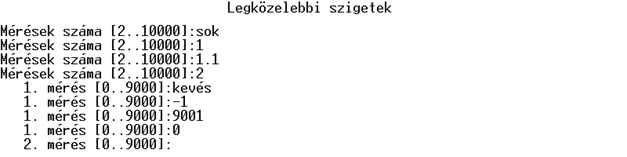 Legközelebbi szigetek
Mérések száma [2..10000]:sok
Mérések száma [2..10000]:1
Mérések száma [2..10000]:1.1
Mérések száma [2..10000]:2
1. mérés [0..9000]:kevés
1. mérés [0..9000]:-1
1. mérés [0..9000]:9001
1. mérés [0..9000]:0
2. mérés [0..9000]: